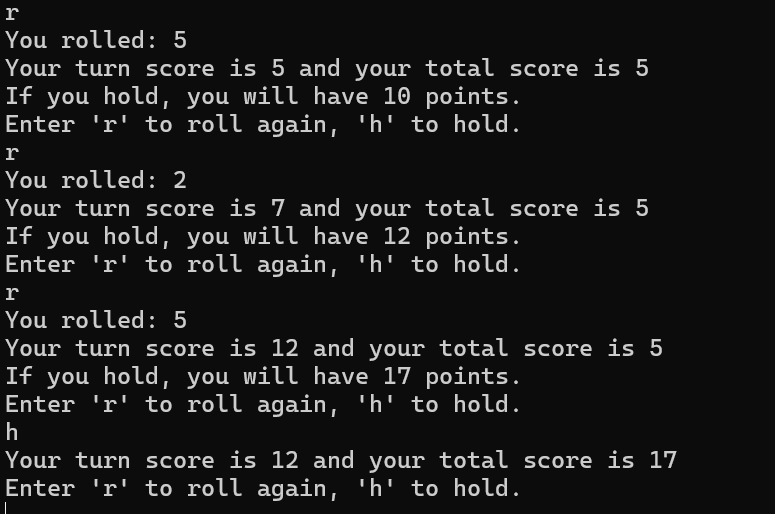 r
You rolled: 5
Your turn score is 5 and your total score is 5
If you hold, you will have 10 points.
Enter 'r' to roll again, 'h' to hold.
r
You rolled: 2
Your turn score is 7 and your total score is 5
If you hold, you will have 12 points.
Enter 'r' to roll again, 'h' to hold.
r
You rolled: 5
Your turn score is 12 and your total score is 5
If you hold, you will have 17 points.
Enter 'r' to roll again, 'h' to hold.
h
Your turn score is 12 and your total score is 17
Enter 'r' to roll again, 'h' to hold.